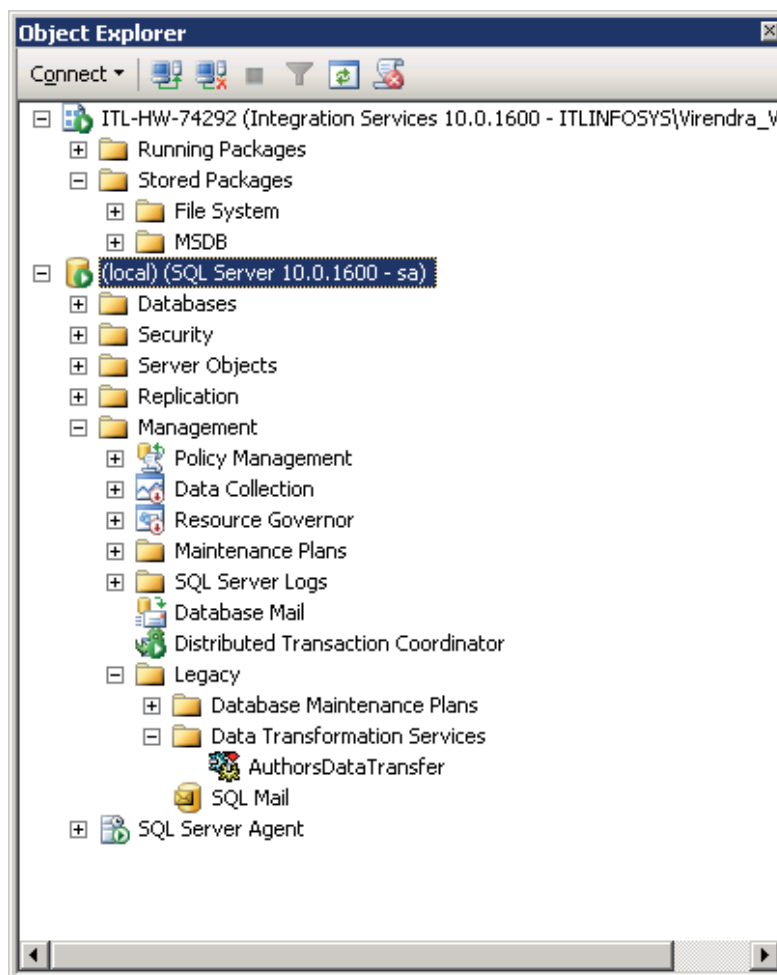 Object Explorer
Connect
ITL-HW-74292 (Integration Services 10.0.1600 - ITLINFOSYS\Virendra_V
Running Packages
Stored Packages
File System
MSDB
(local) (SQL Server 10.0.1600 - sa)
Databases
Security
Server Objects
Replication
Management
Policy Management
Data Collection
Resource Governor
Maintenance Plans
SQL Server Logs
Database Mail
Distributed Transaction Coordinator
Legacy
Database Maintenance Plans
Data Transformation Services
AuthorsDataTransfer
SQL Mail
SQL Server Agent